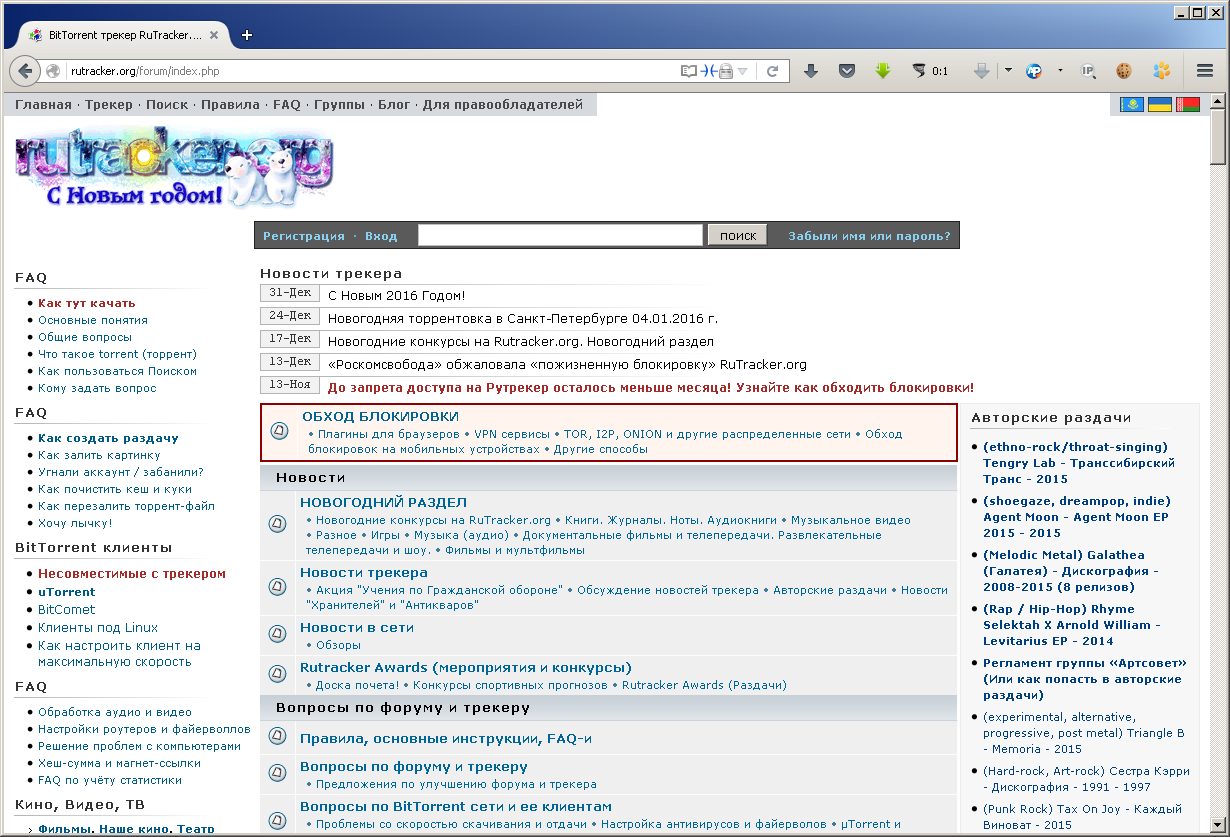 BitTorrent трекер RuTracker....
rutracker.org/forum/index.php
0:1
IP
Главная · Трекер · Поиск · Правила · FAQ · Группы · Блог · Для правообладателей
rutracker.org
С Новым годом!
Регистрация · Вход
поиск
Забыли имя или пароль?
FAQ
Как тут качать
Основные понятия
Общие вопросы
Что такое torrent (торрент)
Как пользоваться Поиском
Кому задать вопрос
FAQ
Как создать раздачу
Как залить картинку
Угнали аккаунт / забанили?
Как почистить кеш и куки
Как перезалить торрент-файл
Хочу лычку!
BitTorrent клиенты
Несовместимые с трекером
uTorrent
BitComet
Клиенты под Linux
Как настроить клиент на
максимальную скорость
FAQ
Обработка аудио и видео
Настройки роутеров и файерволлов
Решение проблем с компьютерами
Хеш-сумма и магнет-ссылки
FAQ по учёту статистики
Кино, Видео, ТВ
Фильмы. Наше кино. Театр
Новости трекера
31-Дек С Новым 2016 Годом!
24-Дек Новогодняя торрентовка в Санкт-Петербурге 04.01.2016 г.
17-Дек Новогодние конкурсы на Rutracker.org. Новогодний раздел
13-Дек «Роскомсвобода» обжаловала «пожизненную блокировку» RuTracker.org
13-Ноя До запрета доступа на Рутрекер осталось меньше месяца! Узнайте как обходить блокировки!
ОБХОД БЛОКИРОВКИ
• Плагины для браузеров • VPN сервисы • TOR, I2P, ONION и другие распределенные сети • Обход
блокировок на мобильных устройствах • Другие способы
Новости
НОВОГОДНИЙ РАЗДЕЛ
• Новогодние конкурсы на RuTracker.org • Книги. Журналы. Ноты. Аудиокниги • Музыкальное видео
• Разное • Игры • Музыка (аудио) • Документальные фильмы и телепередачи. Развлекательные
телепередачи и шоу. • Фильмы и мультфильмы
Новости трекера
• Акция "Учения по Гражданской обороне" • Обсуждение новостей трекера • Авторские раздачи • Новости
"Хранителей" и "Антикваров"
Новости в сети
• Обзоры
Rutracker Awards (мероприятия и конкурсы)
• Доска почета! • Конкурсы спортивных прогнозов • Rutracker Awards (Раздачи)
Вопросы по форуму и трекеру
Правила, основные инструкции, FAQ-и
Вопросы по форуму и трекеру
• Предложения по улучшению форума и трекера
Вопросы по BitTorrent сети и ее клиентам
• Проблемы со скоростью скачивания и отдачи • Настройка антивирусов и файерволов • µTorrent и
Авторские раздачи
(ethno-rock/throat-singing)
Tengry Lab - Транссибирский
Транс - 2015
(shoegaze, dreampop, indie)
Agent Moon - Agent Moon EP
2015 - 2015
(Melodic Metal) Galathea
(Галатея) - Дискография -
2008-2015 (8 релизов)
(Rap / Hip-Hop) Rhyme
Selektah X Arnold William -
Levitarius EP - 2014
Регламент группы «Артсовет»
(Или как попасть в авторские
раздачи)
(experimental, alternative,
progressive, post metal) Triangle B
- Memoria - 2015
(Hard-rock, Art-rock) Сестра Кэрри
- Дискография - 1991 - 1997
(Punk Rock) Tax On Joy - Каждый
Виноват - 2015